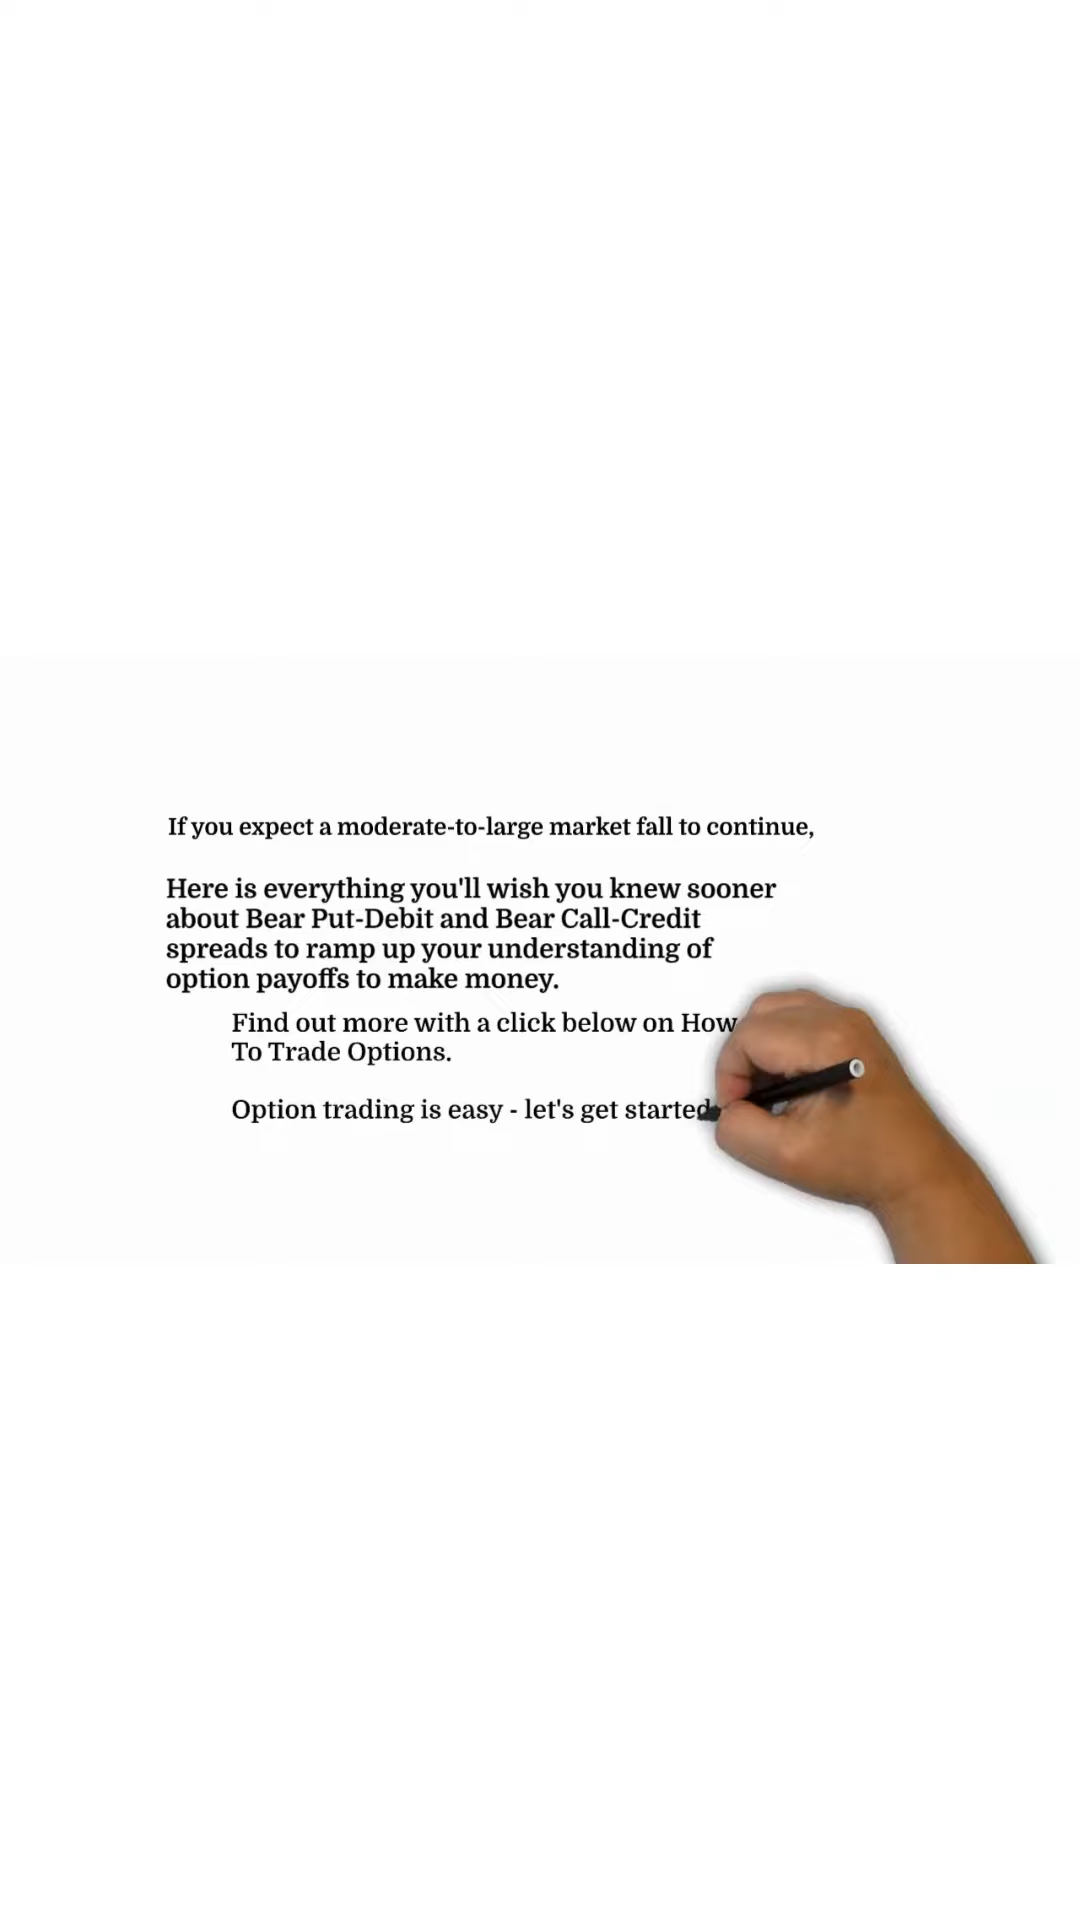 If you expect a moderate-to-large market fall to continue,
Here is everything you'll wish you knew sooner
about Bear Put-Debit and Bear Call-Credit
spreads to ramp up your understanding of
option payoffs to make money.
Find out more with a click below on How
To Trade Options.
Option trading is easy - let's get started